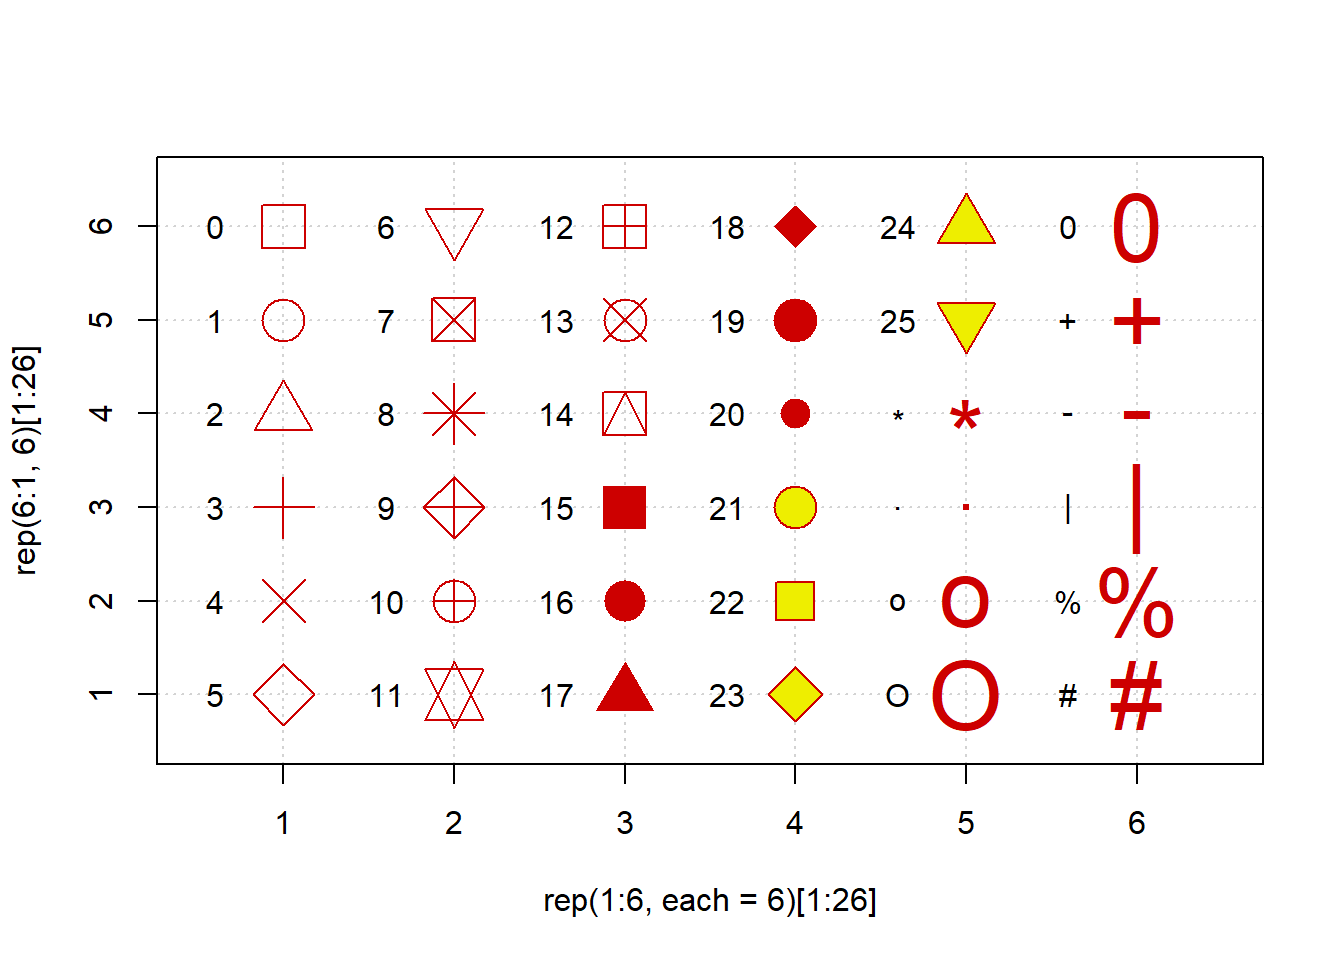 6 0 6 12 18 24 0 0
5 1 7 13 19 25 + +
4 2 8 14 20 * * - -
3 3 9 15 21 . . | |
2 4 10 16 22 o o % %
1 5 11 17 23 O O # #
1 2 3 4 5 6
rep(1:6, each = 6)[1:26]
rep(6:1, 6)[1:26]